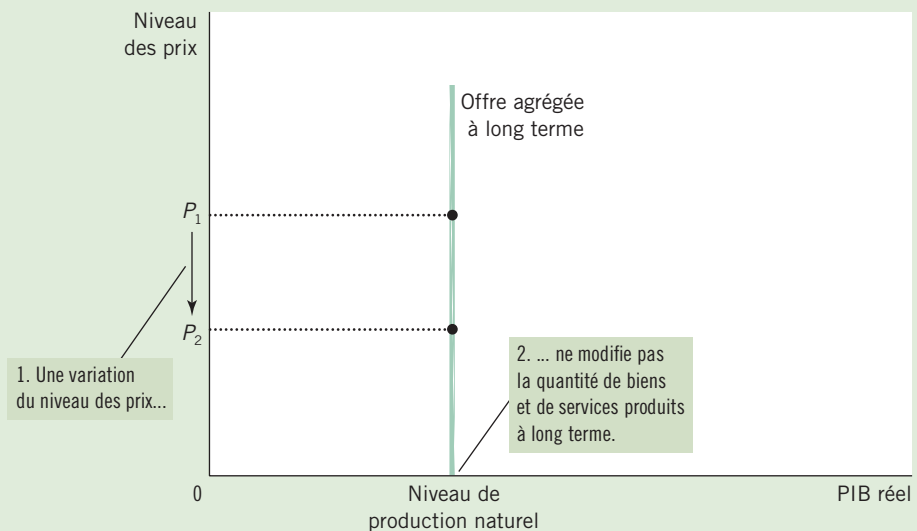 Niveau
des prix
Offre agrégée
à long terme
P1
P2
1. Une variation
du niveau des prix...
2. ... ne modifie pas
la quantité de biens
et de services produits
à long terme.
0
Niveau de
production naturel
PIB réel